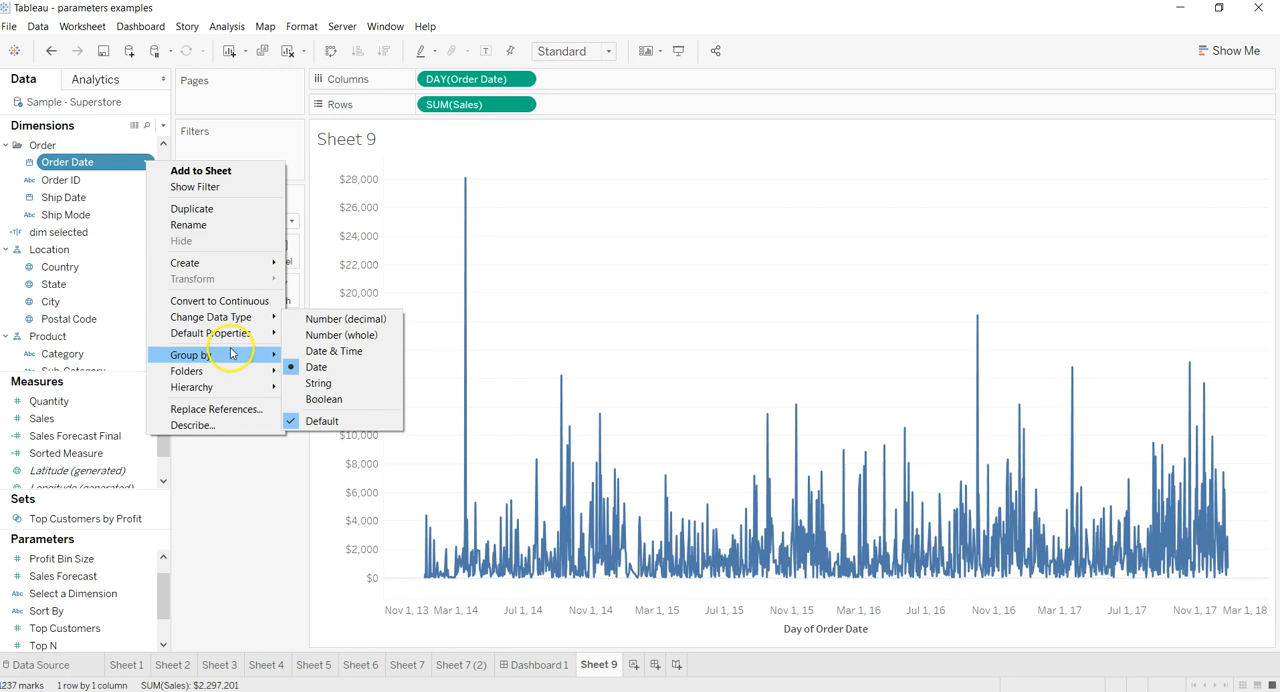 Tableau - parameters examples
File Data Worksheet Dashboard Story Analysis Map Format Server Window Help
Standard
Show Me
Data Analytics
Sample - Superstore
Dimensions
Order
Order Date
Abc Order ID
Ship Date
Abc Ship Mode
dim selected
Location
Country
State
City
Postal Code
Product
Abc Category
Measures
# Quantity
# Sales
Sales Forecast Final
Sorted Measure
Latitude (generated)
Longitude (generated)
Sets
Top Customers by Profit
Parameters
# Profit Bin Size
# Sales Forecast
Abc Select a Dimension
Abc Sort By
# Top Customers
# Top N
Pages
Filters
Add to Sheet
Show Filter
Duplicate
Rename
Hide
Create
Transform
Convert to Continuous
Change Data Type
Default Properties
Group by
Folders
Hierarchy
Replace References...
Describe...
Number (decimal)
Number (whole)
Date & Time
Date
String
Boolean
Default
Columns DAY(Order Date)
Rows SUM(Sales)
Sheet 9
$28,000
$26,000
$24,000
$22,000
$20,000
$10,000
$8,000
$6,000
$4,000
$2,000
$0
Nov 1, 13 Mar 1, 14 Jul 1, 14 Nov 1, 14 Mar 1, 15 Jul 1, 15 Nov 1, 15 Mar 1, 16 Jul 1, 16 Nov 1, 16 Mar 1, 17 Jul 1, 17 Nov 1, 17 Mar 1, 18
Day of Order Date
Data Source Sheet 1 Sheet 2 Sheet 3 Sheet 4 Sheet 5 Sheet 6 Sheet 7 Sheet 7 (2) Dashboard 1 Sheet 9
1237 marks 1 row by 1 column SUM(Sales): $2,297,201